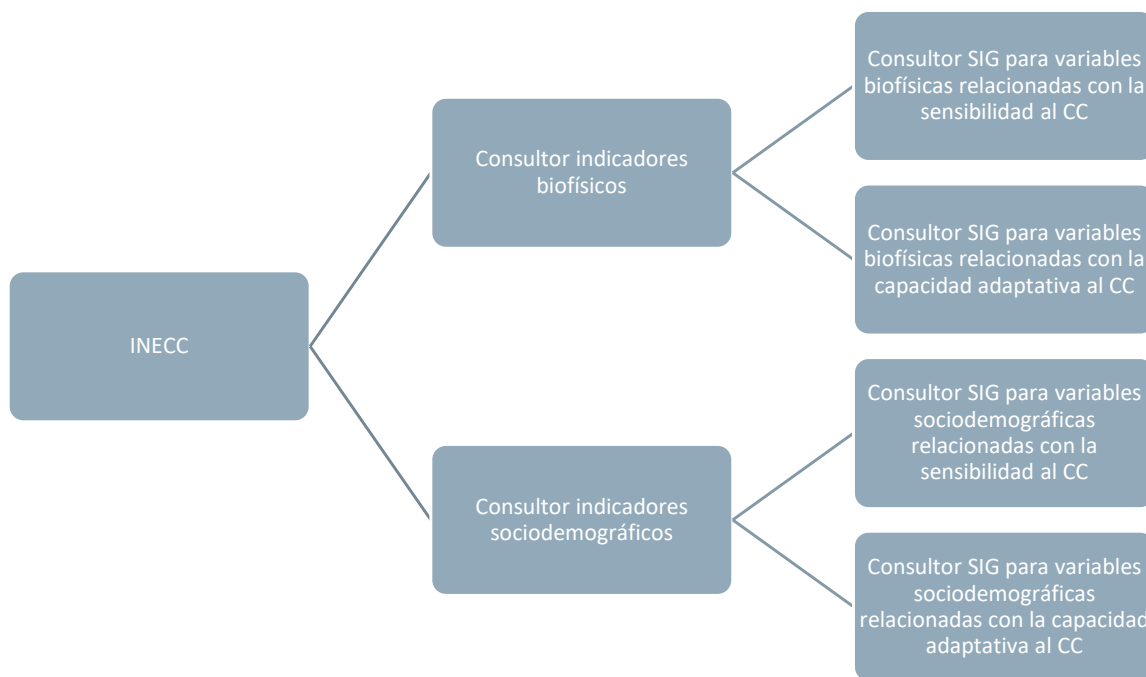 INECC
Consultor indicadores
biofísicos
Consultor indicadores
sociodemográficos
Consultor SIG para variables
biofísicas relacionadas con la
sensibilidad al CC
Consultor SIG para variables
biofísicas relacionadas con la
capacidad adaptativa al CC
Consultor SIG para variables
sociodemográficas
relacionadas con la
sensibilidad al CC
Consultor SIG para variables
sociodemográficas
relacionadas con la capacidad
adaptativa al CC